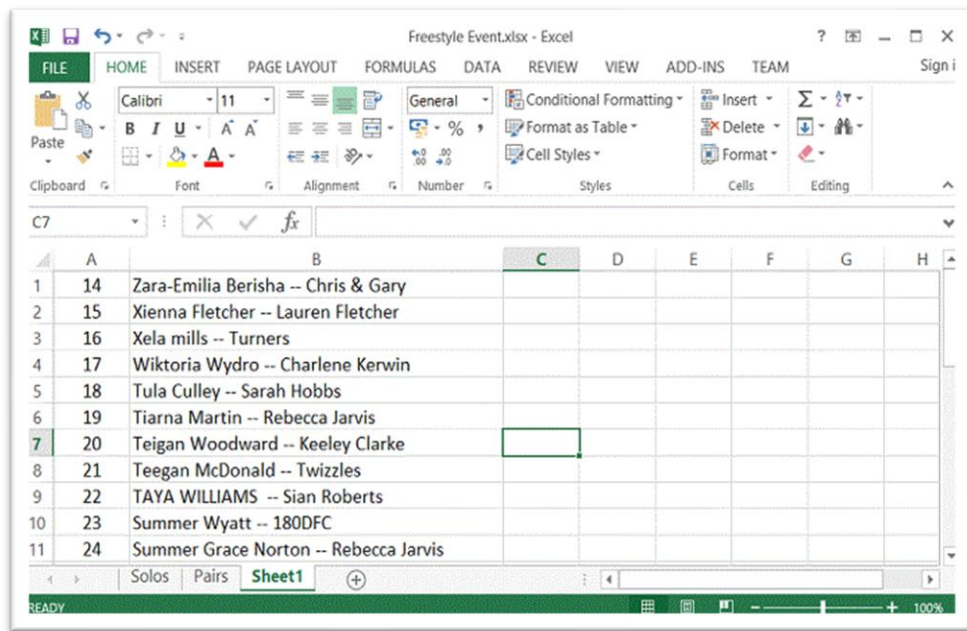 Freestyle Event.xlsx - Excel ?
FILE HOME INSERT PAGE LAYOUT FORMULAS DATA REVIEW VIEW ADD-INS TEAM Sign i
Paste
Calibri 11
B I U A A
A
General
% ,
Conditional Formatting
Format as Table
Cell Styles
Insert
Delete
Format
Clipboard Font Alignment Number Styles Cells Editing
C7 fx
A B C D E F G H
1 14 Zara-Emilia Berisha -- Chris & Gary
2 15 Xienna Fletcher -- Lauren Fletcher
3 16 Xela mills -- Turners
4 17 Wiktoria Wydro -- Charlene Kerwin
5 18 Tula Culley -- Sarah Hobbs
6 19 Tiarna Martin -- Rebecca Jarvis
7 20 Teigan Woodward -- Keeley Clarke
8 21 Teegan McDonald -- Twizzles
9 22 TAYA WILLIAMS -- Sian Roberts
10 23 Summer Wyatt -- 180DFC
11 24 Summer Grace Norton -- Rebecca Jarvis
Solos Pairs Sheet1
READY 100%